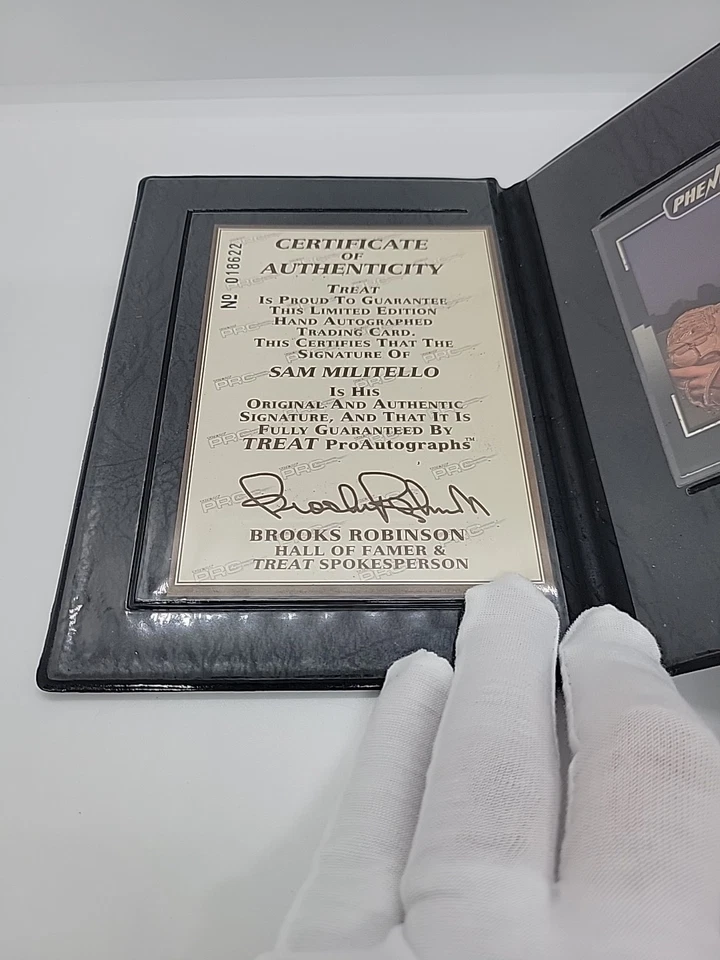 CERTIFICATE
OF
AUTHENTICITY
Nº 018622
TREAT
IS PROUD TO GUARANTEE
THIS LIMITED EDITION
HAND AUTOGRAPHED
TRADING CARD.
THIS CERTIFIES THAT THE
SIGNATURE OF
SAM MILITELLO
IS HIS
ORIGINAL AND AUTHENTIC
SIGNATURE, AND THAT IT IS
FULLY GUARANTEED BY
TREAT ProAutographs™
Brooks Robinson
BROOKS ROBINSON
HALL OF FAMER &
TREAT SPOKESPERSON
PHEN